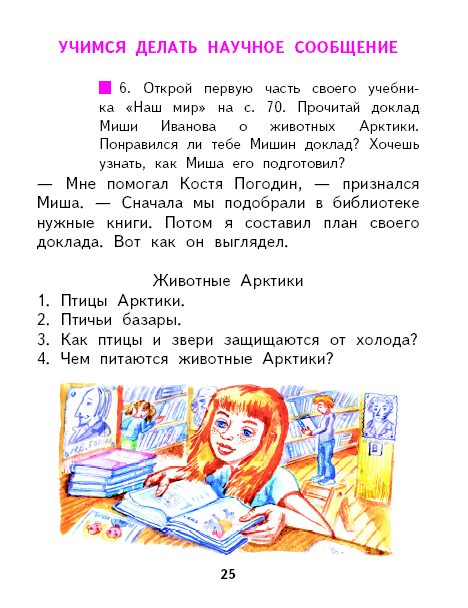 УЧИМСЯ ДЕЛАТЬ НАУЧНОЕ СООБЩЕНИЕ
6. Открой первую часть своего учебни-
ка «Наш мир» на с. 70. Прочитай доклад
Миши Иванова о животных Арктики.
Понравился ли тебе Мишин доклад? Хочешь
узнать, как Миша его подготовил?
— Мне помогал Костя Погодин, — признался
Миша. — Сначала мы подобрали в библиотеке
нужные книги. Потом я составил план своего
доклада. Вот как он выглядел.
Животные Арктики
1. Птицы Арктики.
2. Птичьи базары.
3. Как птицы и звери защищаются от холода?
4. Чем питаются животные Арктики?
25